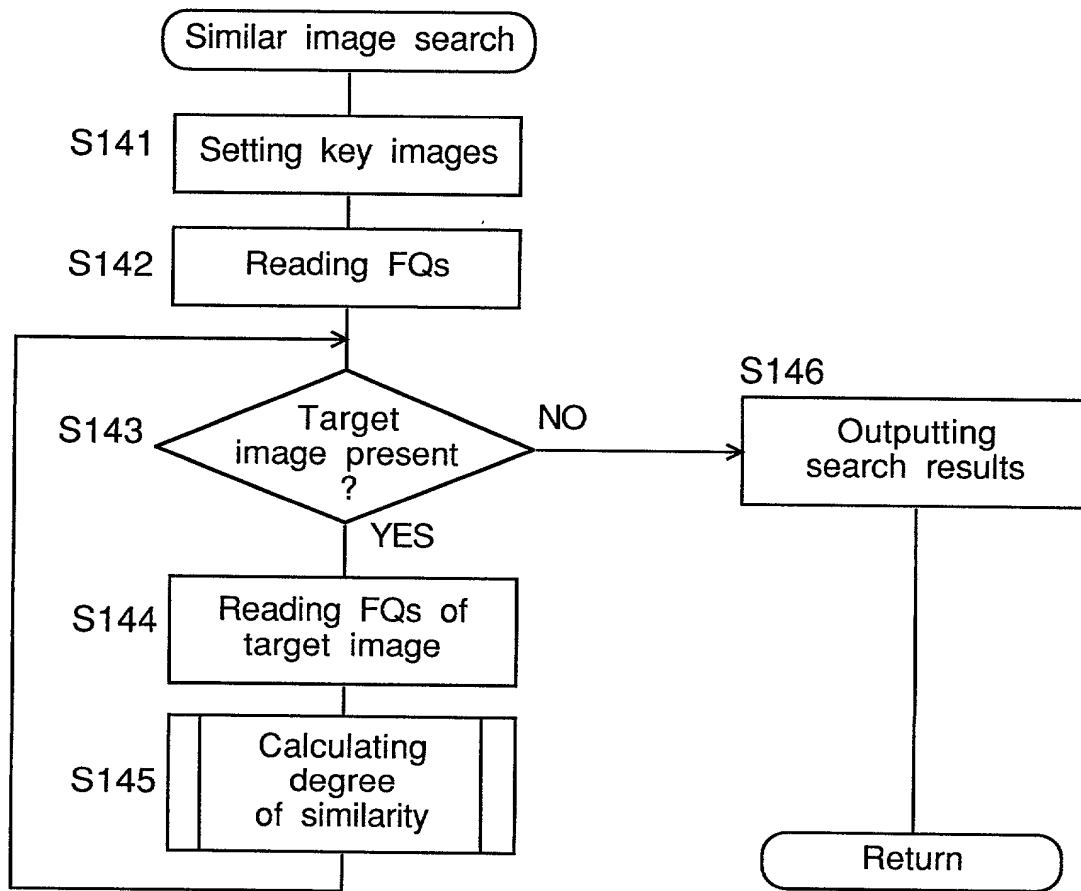 Similar image search
S141
Setting key images
S142
Reading FQs
S143
Target
image present
?
NO
YES
S146
Outputting
search results
S144
Reading FQs of
target image
S145
Calculating
degree
of similarity
Return